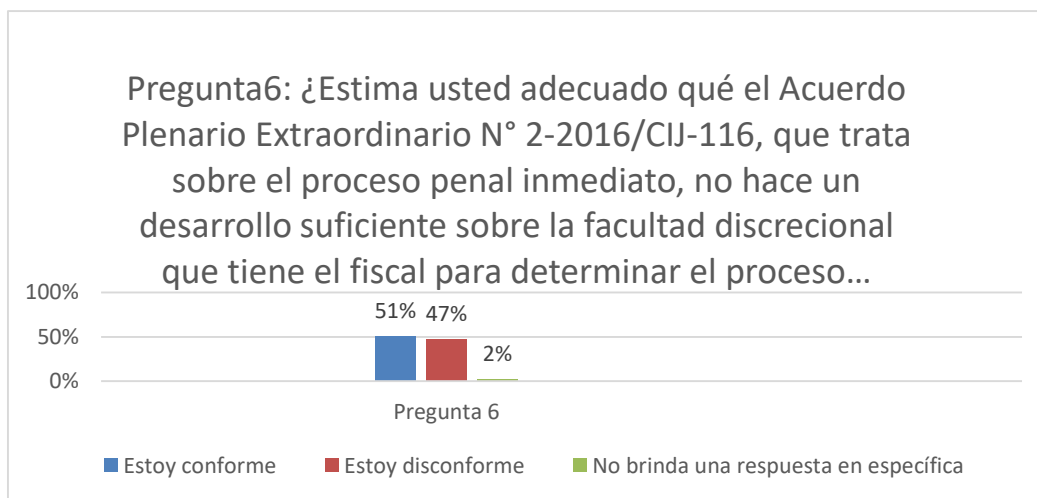 Pregunta6: ¿Estima usted adecuado qué el Acuerdo
Plenario Extraordinario N° 2-2016/CIJ-116, que trata
sobre el proceso penal inmediato, no hace un
desarrollo suficiente sobre la facultad discrecional
que tiene el fiscal para determinar el proceso…
100%
50%
0%
51%
47%
2%
Pregunta 6
Estoy conforme
Estoy disconforme
No brinda una respuesta en específica